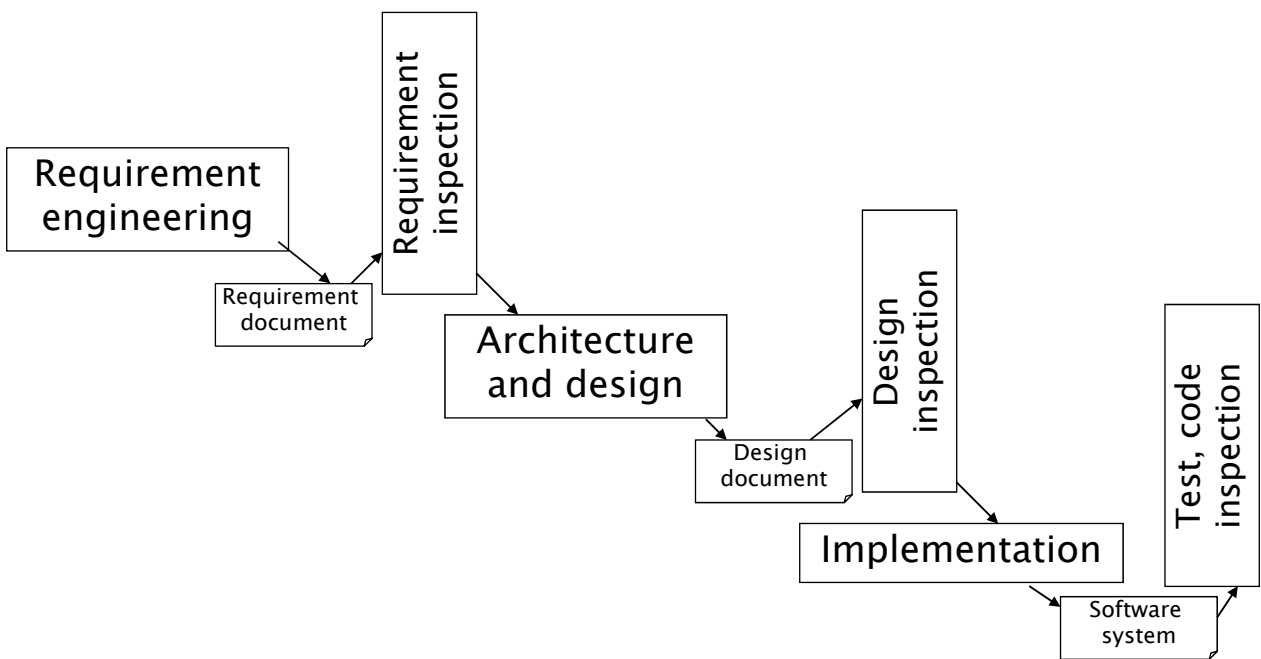 Requirement
engineering
Requirement
document
Requirement
inspection
Architecture
and design
Design
document
Design
inspection
Implementation
Software
system
Test, code
inspection